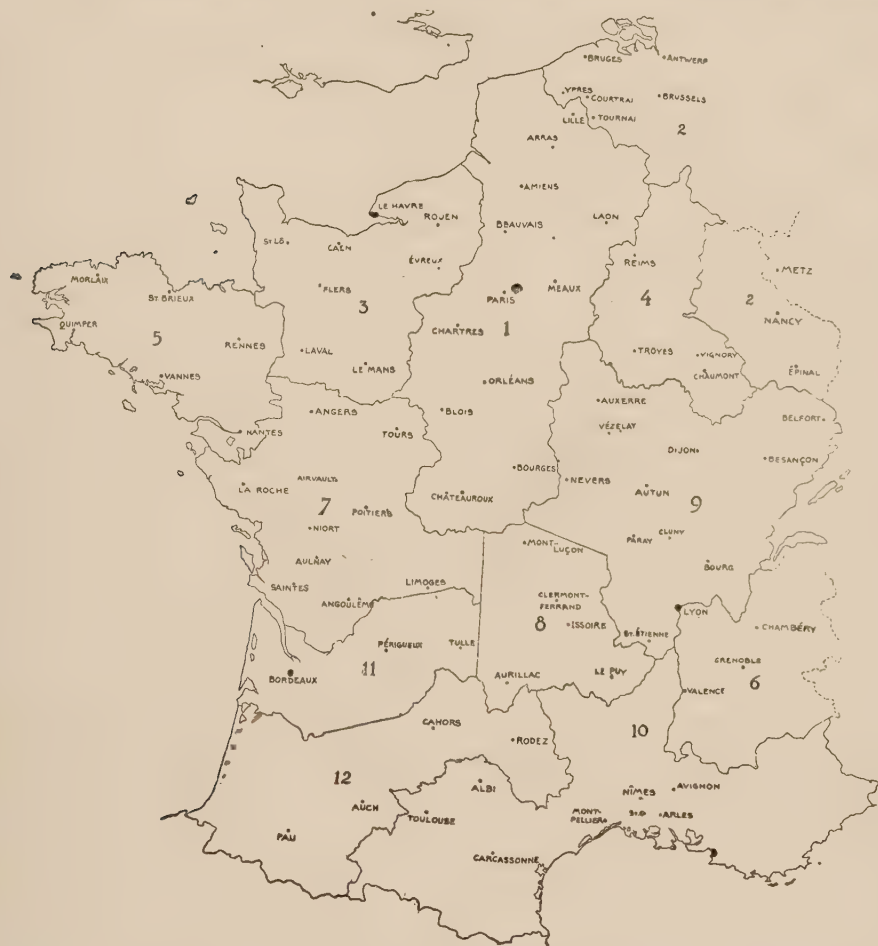 BRUGES
ANTWERP
YPRES
COURTRAI
BRUSSELS
LILLE
TOURNAI
2
ARRAS
AMIENS
LE HAVRE
ROUEN
BEAUVAIS
LAON
ST LÔ
CAEN
ÉVREUX
REIMS
METZ
MORLAIX
ST. BRIEUX
FLERS
3
PARIS
MEAUX
4
2
NANCY
QUIMPER
5
RENNES
CHARTRES
1
LAVAL
LE MANS
TROYES
VIGNORY
CHAUMONT
ÉPINAL
VANNES
ORLÉANS
ANGERS
BLOIS
AUXERRE
BELFORT
NANTES
TOURS
VÉZELAY
DIJON
BESANÇON
LA ROCHE
AIRVAULT
BOURGES
NEVERS
AUTUN
7
POITIERS
CHÂTEAUROUX
9
NIORT
MONT-
LUÇON
PARAY
CLUNY
AULNAY
BOURG
SAINTES
LIMOGES
ANGOULÊME
CLERMONT-
FERRAND
LYON
8
ISSOIRE
ST. ÉTIENNE
CHAMBÉRY
PÉRIGUEUX
TULLE
BORDEAUX
11
AURILLAC
LE PUY
GRENOBLE
VALENCE
6
CAHORS
RODEZ
10
12
ALBI
NÎMES
AVIGNON
AUCH
TOULOUSE
MONT-
PELLIER
ST.G
ARLES
PAU
CARCASSONNE